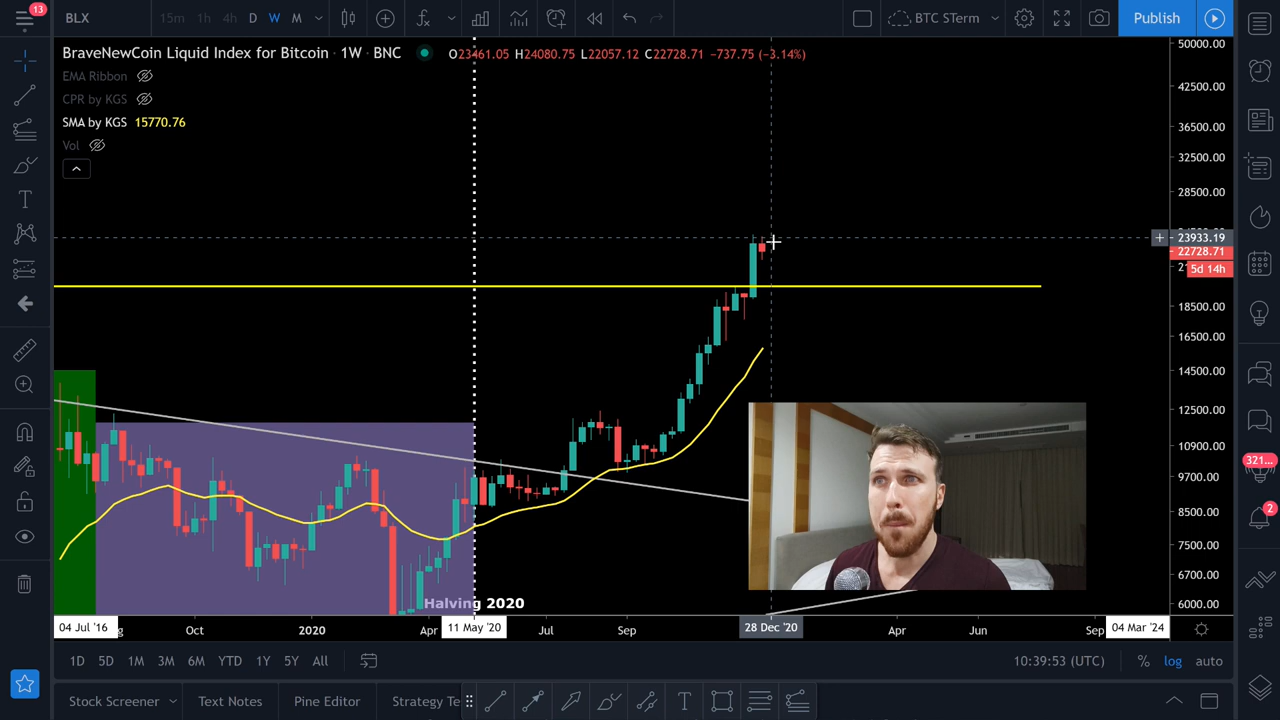 13
BLX
15m 1h 4h D W M
BTC STerm
Publish
BraveNewCoin Liquid Index for Bitcoin · 1W · BNC
O23461.05 H24080.75 L22057.12 C22728.71 −737.75 (−3.14%)
EMA Ribbon
CPR by KGS
SMA by KGS 15770.76
Vol
50000.00
42500.00
36500.00
32500.00
28500.00
23933.19
22728.71
5d 14h
18500.00
16500.00
14500.00
12500.00
10900.00
9700.00
8500.00
7500.00
6700.00
6000.00
321...
2
Halving 2020
04 Jul '16
Oct 2020 Apr 11 May '20 Jul Sep 28 Dec '20 Apr Jun Sep 04 Mar '24
1D 5D 1M 3M 6M YTD 1Y 5Y All
10:39:53 (UTC) % log auto
Stock Screener Text Notes Pine Editor Strategy Te